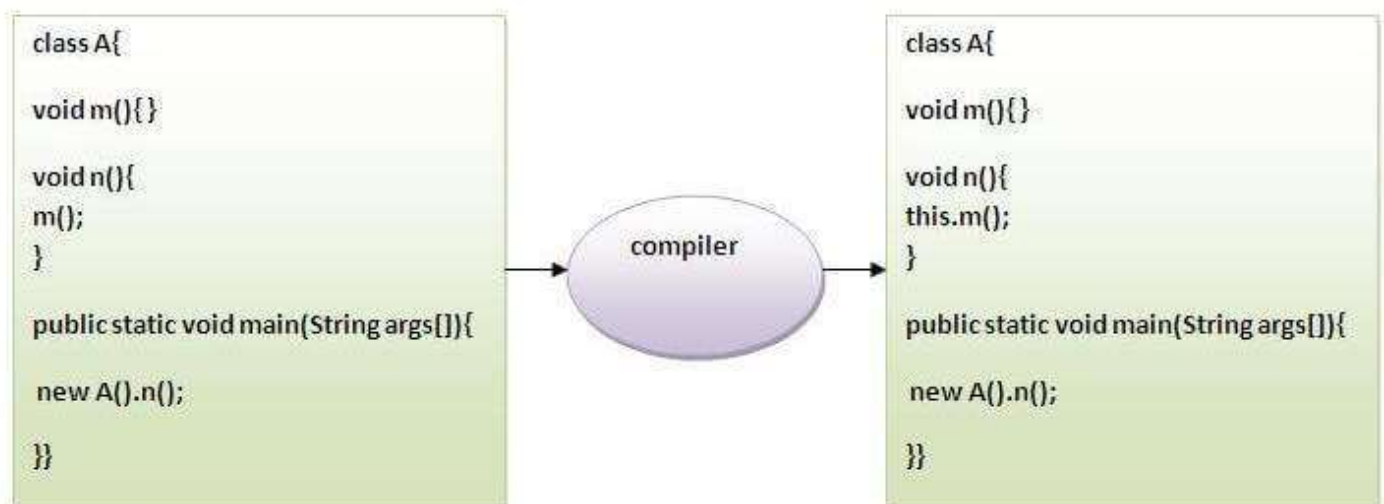 class A{
void m(){}
void n(){
m();
}
public static void main(String args[]){
new A().n();
}}
compiler
class A{
void m(){}
void n(){
this.m();
}
public static void main(String args[]){
new A().n();
}}